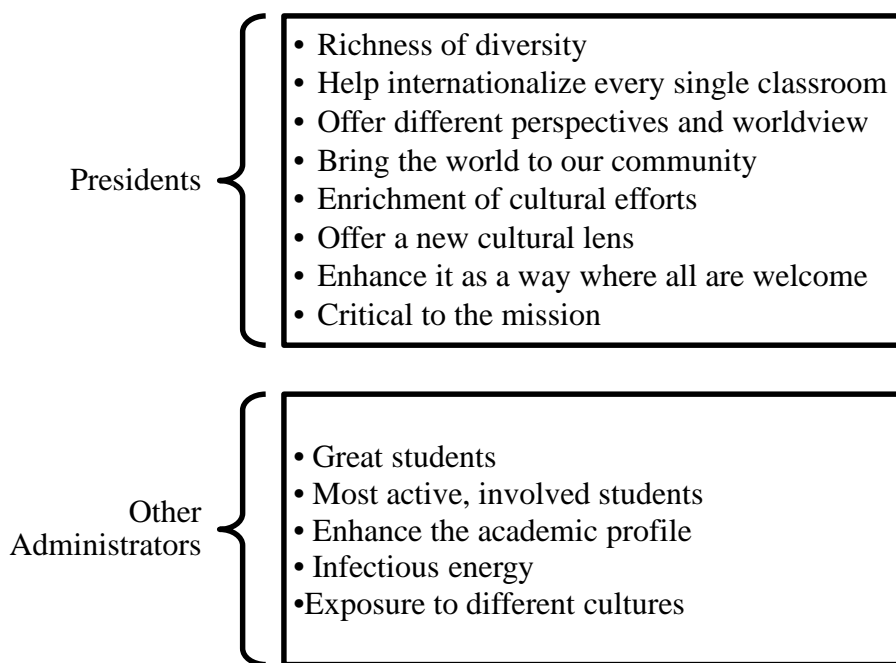 Presidents
• Richness of diversity
• Help internationalize every single classroom
• Offer different perspectives and worldview
• Bring the world to our community
• Enrichment of cultural efforts
• Offer a new cultural lens
• Enhance it as a way where all are welcome
• Critical to the mission
Other
Administrators
• Great students
• Most active, involved students
• Enhance the academic profile
• Infectious energy
•Exposure to different cultures